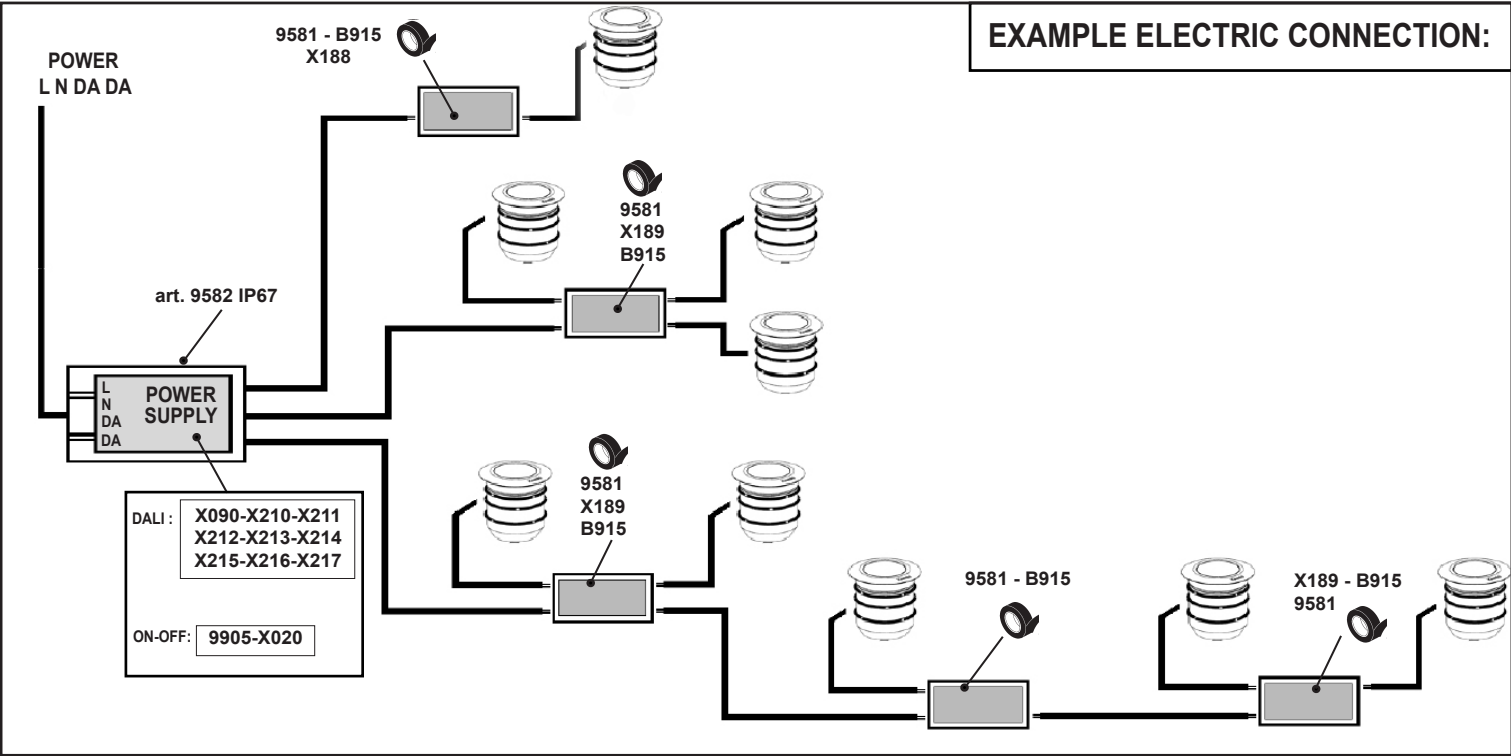 EXAMPLE ELECTRIC CONNECTION:
POWER
L N DA DA
9581 - B915
X188
9581
X189
B915
art. 9582 IP67
L
N
DA
DA
POWER
SUPPLY
DALI :
X090-X210-X211
X212-X213-X214
X215-X216-X217
ON-OFF:
9905-X020
9581
X189
B915
9581 - B915
X189 - B915
9581